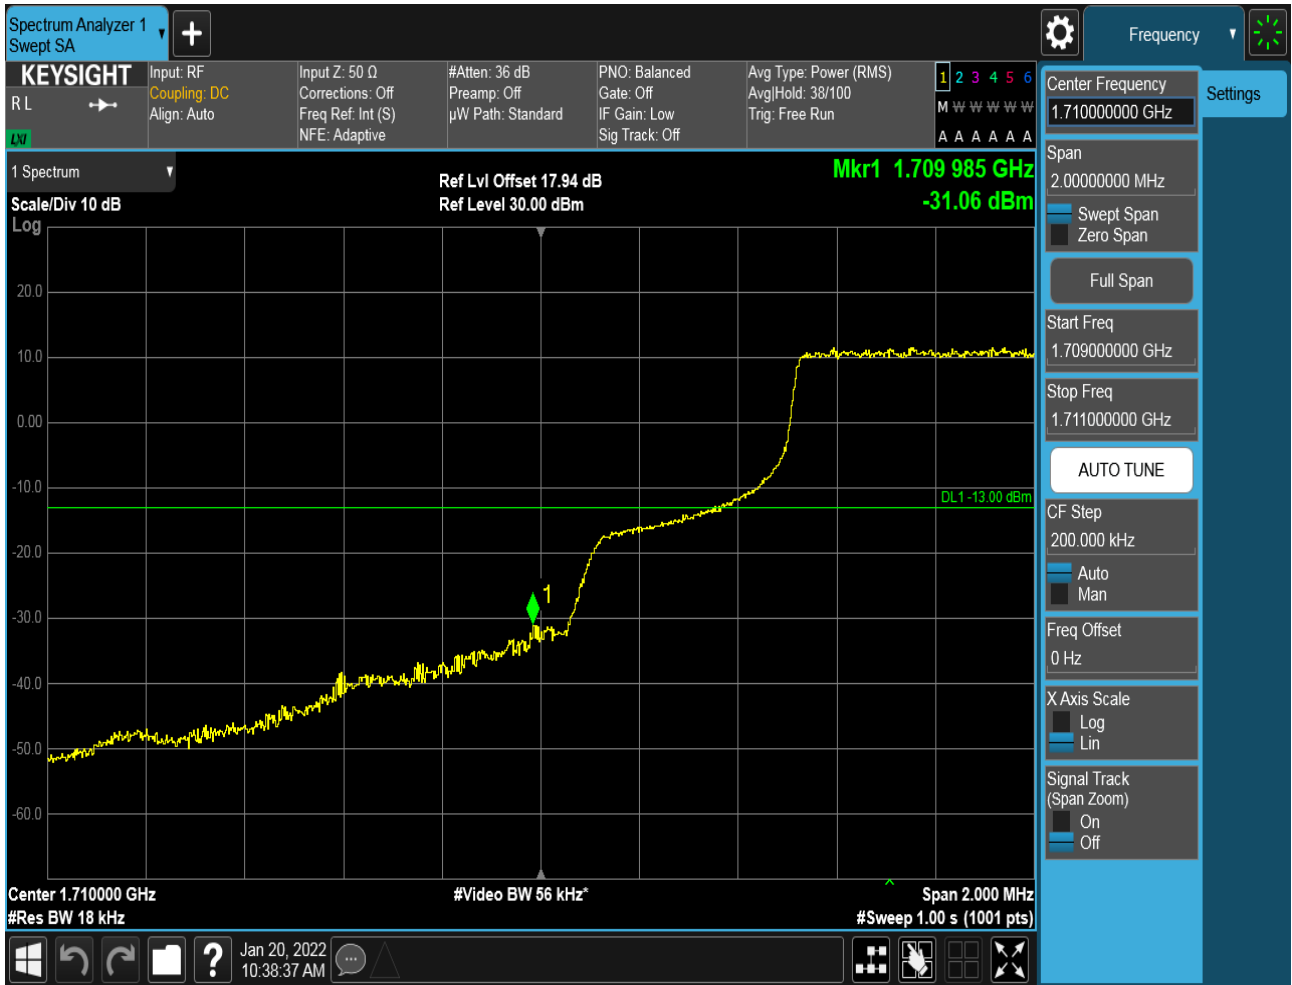 Spectrum Analyzer 1
Swept SA
Frequency
KEYSIGHT
R L
LXI
Input: RF
Coupling: DC
Align: Auto
Input Z: 50 Ω
Corrections: Off
Freq Ref: Int (S)
NFE: Adaptive
#Atten: 36 dB
Preamp: Off
µW Path: Standard
PNO: Balanced
Gate: Off
IF Gain: Low
Sig Track: Off
Avg Type: Power (RMS)
Avg|Hold: 38/100
Trig: Free Run
1 2 3 4 5 6
M W W W W W
A A A A A A
1 Spectrum
Scale/Div 10 dB
Log
Ref Lvl Offset 17.94 dB
Ref Level 30.00 dBm
Mkr1 1.709 985 GHz
-31.06 dBm
20.0
10.0
0.00
-10.0
-20.0
-30.0
-40.0
-50.0
-60.0
DL1 -13.00 dBm
1
Center 1.710000 GHz
#Res BW 18 kHz
#Video BW 56 kHz*
Span 2.000 MHz
#Sweep 1.00 s (1001 pts)
Jan 20, 2022
10:38:37 AM
?
Center Frequency
1.710000000 GHz
Settings
Span
2.00000000 MHz
Swept Span
Zero Span
Full Span
Start Freq
1.709000000 GHz
Stop Freq
1.711000000 GHz
AUTO TUNE
CF Step
200.000 kHz
Auto
Man
Freq Offset
0 Hz
X Axis Scale
Log
Lin
Signal Track
(Span Zoom)
On
Off